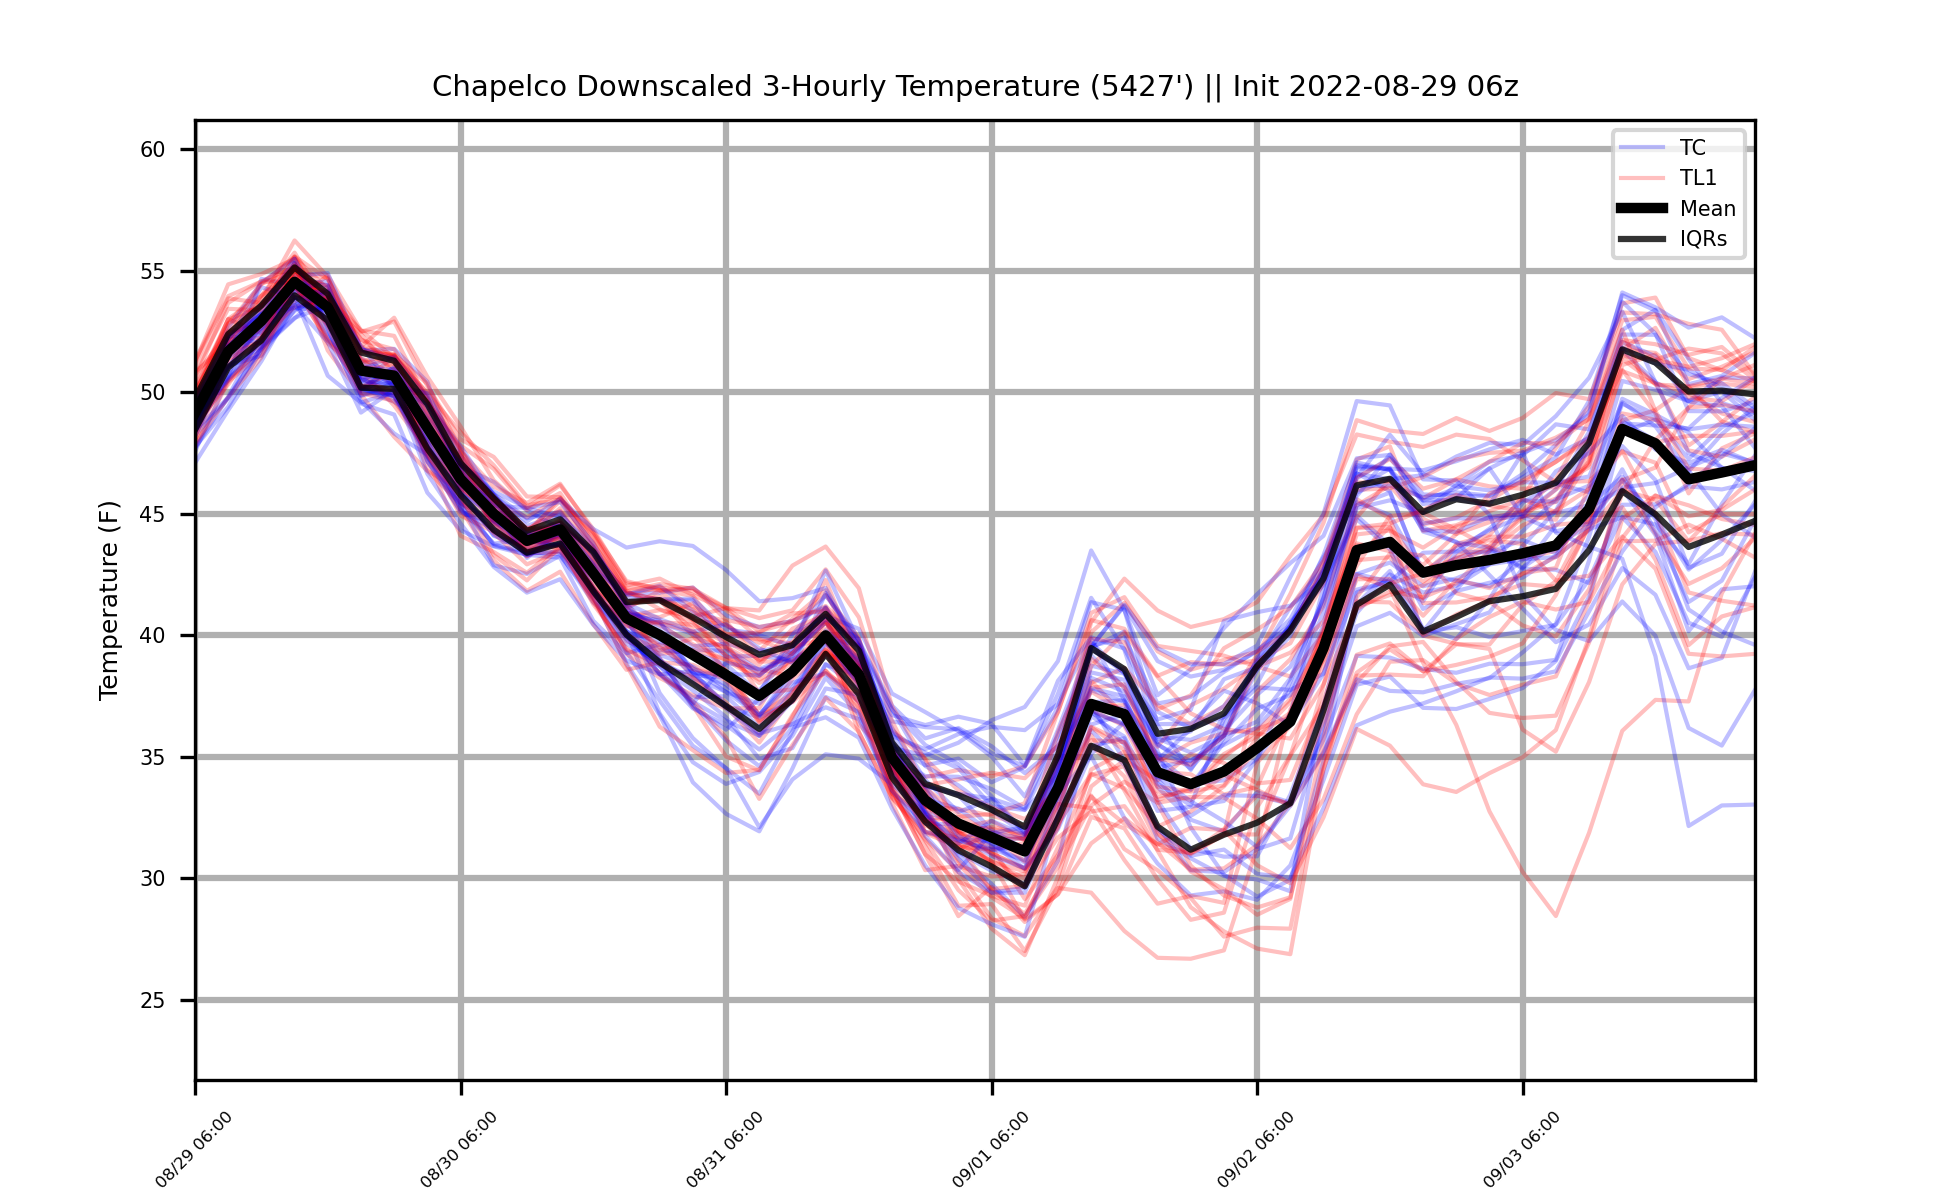 Chapelco Downscaled 3-Hourly Temperature (5427') || Init 2022-08-29 06z
TC
TL1
Mean
IQRs
Temperature (F)
60
55
50
45
40
35
30
25
08/29 06:00
08/30 06:00
08/31 06:00
09/01 06:00
09/02 06:00
09/03 06:00